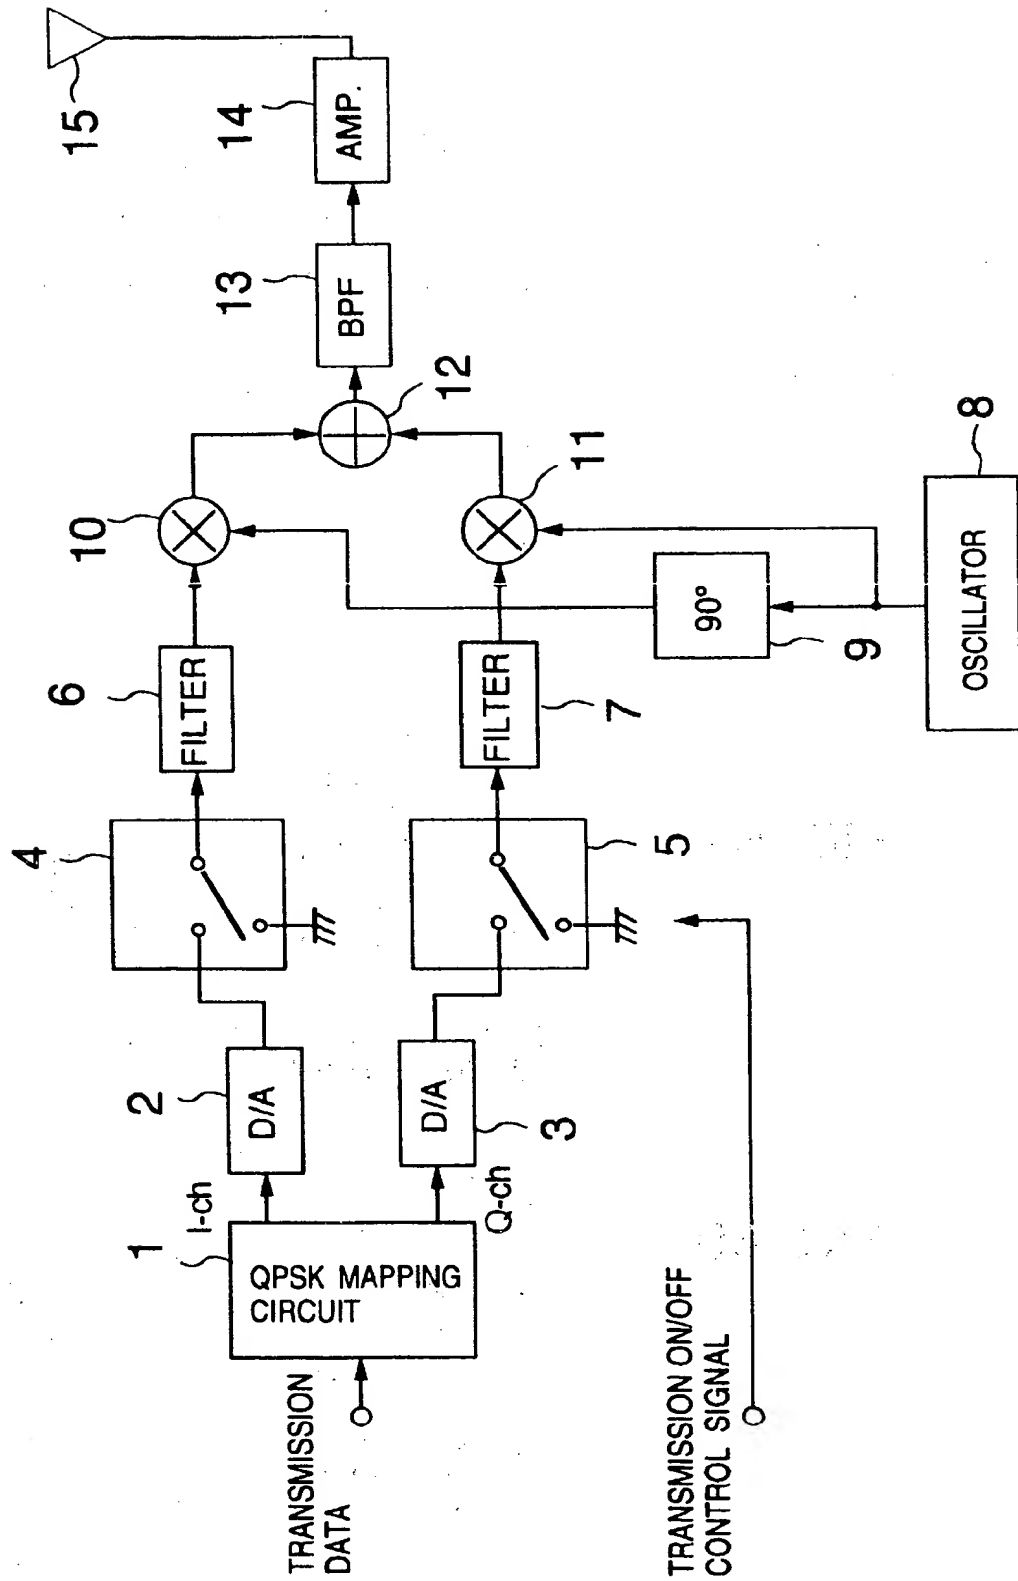 TRANSMISSION
DATA
1
QPSK MAPPING
CIRCUIT
I-ch
Q-ch
2
D/A
D/A
3
4
5
6
FILTER
FILTER
7
10
11
12
13
BPF
14
AMP.
15
90°
9
OSCILLATOR
8
TRANSMISSION ON/OFF
CONTROL SIGNAL